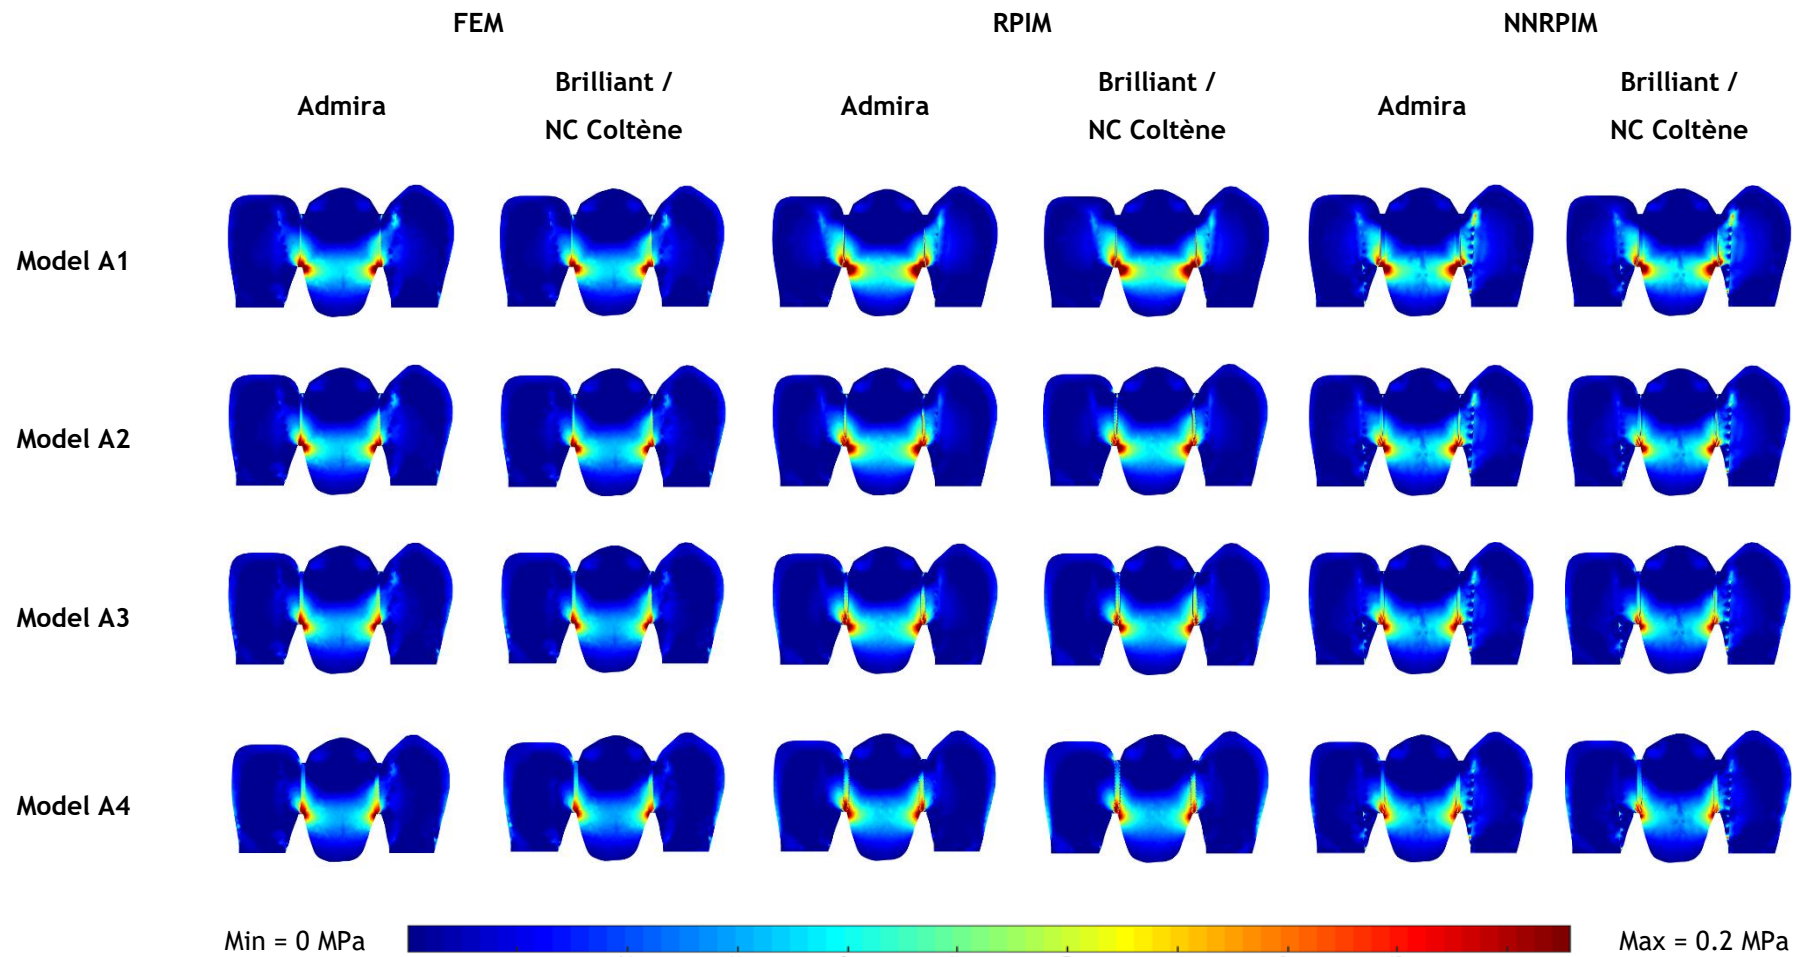 FEM RPIM NNRPIM
Admira Brilliant / NC Coltène Admira Brilliant / NC Coltène Admira Brilliant / NC Coltène
Model A1
Model A2
Model A3
Model A4
Min = 0 MPa Max = 0.2 MPa